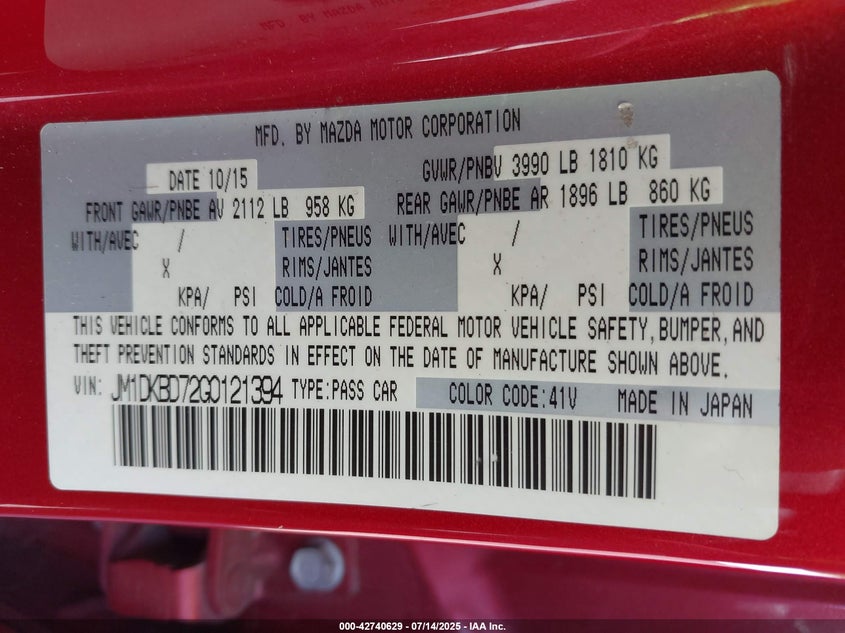 MFD. BY MAZDA MOTOR CORPORATION
DATE 10/15 GVWR/PNBV 3990 LB 1810 KG
FRONT GAWR/PNBE AV 2112 LB 958 KG REAR GAWR/PNBE AR 1896 LB 860 KG
WITH/AVEC / TIRES/PNEUS WITH/AVEC / TIRES/PNEUS
X RIMS/JANTES X RIMS/JANTES
KPA/ PSI COLD/A FROID KPA/ PSI COLD/A FROID
THIS VEHICLE CONFORMS TO ALL APPLICABLE FEDERAL MOTOR VEHICLE SAFETY, BUMPER, AND
THEFT PREVENTION STANDARDS IN EFFECT ON THE DATE OF MANUFACTURE SHOWN ABOVE.
VIN: JM1DKBD72G0121394 TYPE:PASS CAR COLOR CODE:41V MADE IN JAPAN
000-42740629 - 07/14/2025 - IAA Inc.